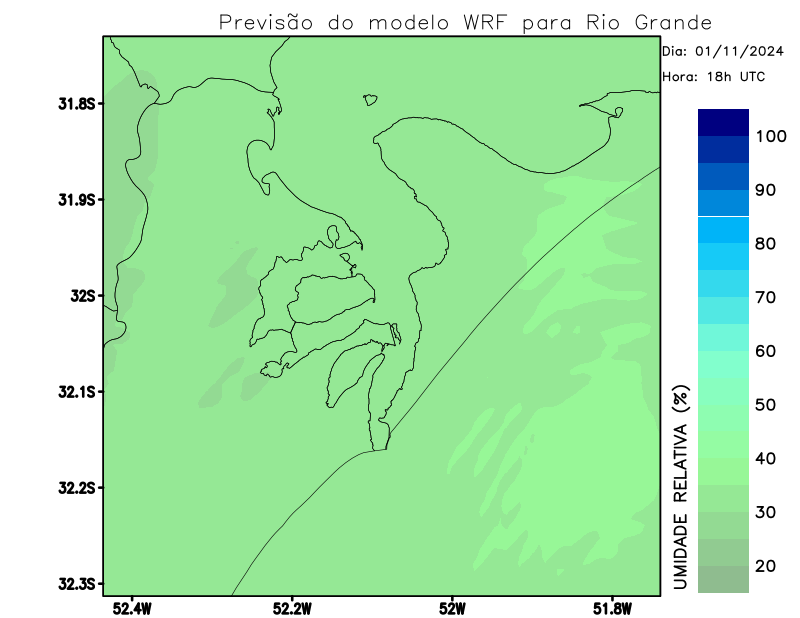 Previsão do modelo WRF para Rio Grande
Dia: 01/11/2024
Hora: 18h UTC
31.8S
31.9S
32S
32.1S
32.2S
32.3S
52.4W
52.2W
52W
51.8W
UMIDADE RELATIVA (%)
100
90
80
70
60
50
40
30
20